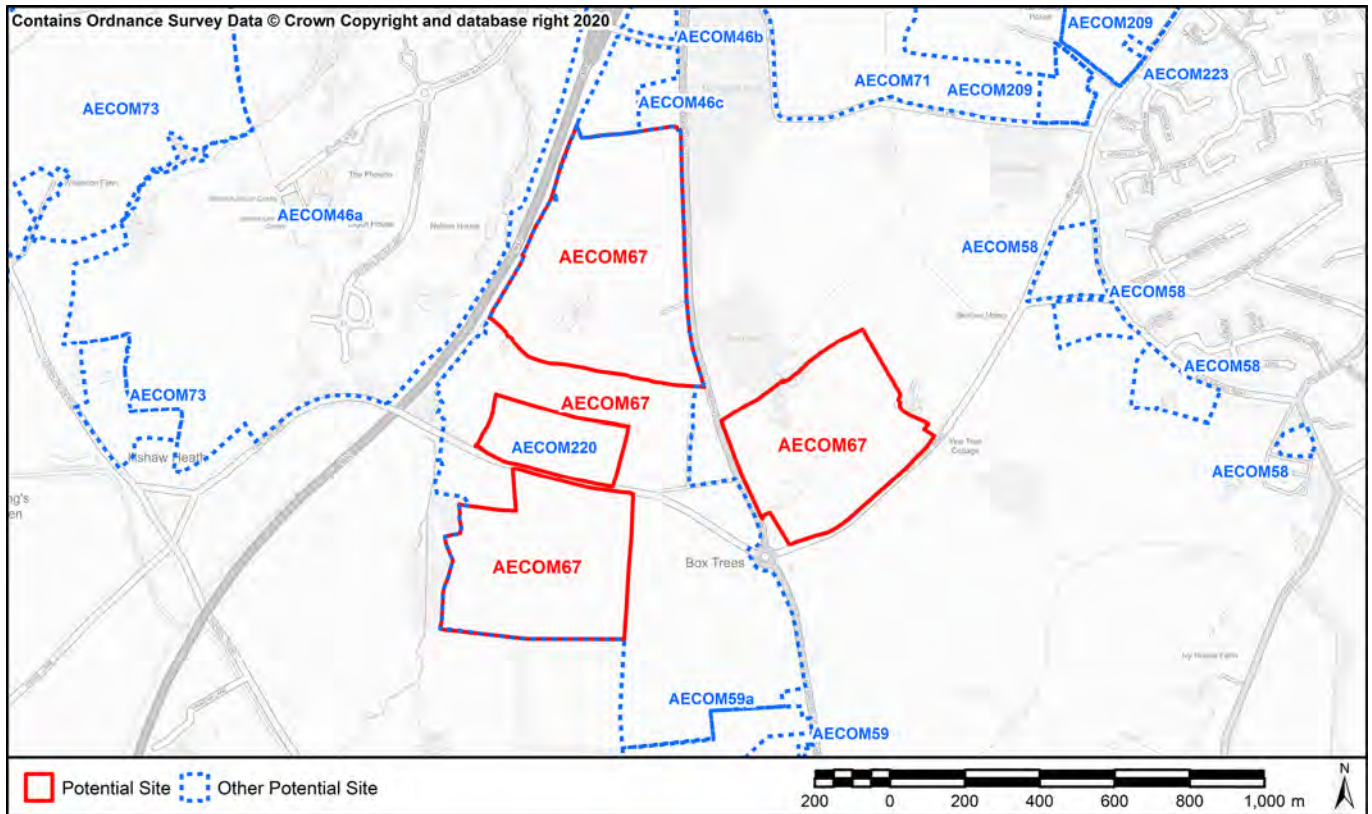 Contains Ordnance Survey Data © Crown Copyright and database right 2020
AECOM46b
AECOM209
AECOM71
AECOM209
AECOM223
AECOM73
AECOM46c
The Phoenix
AECOM46a
AECOM67
AECOM58
AECOM58
AECOM58
AECOM73
AECOM67
AECOM220
AECOM67
Yew Tree
Cottage
AECOM58
AECOM67
Box Trees
Ivy House Farm
AECOM59a
AECOM59
Potential Site
Other Potential Site
200 0 200 400 600 800 1,000 m
N